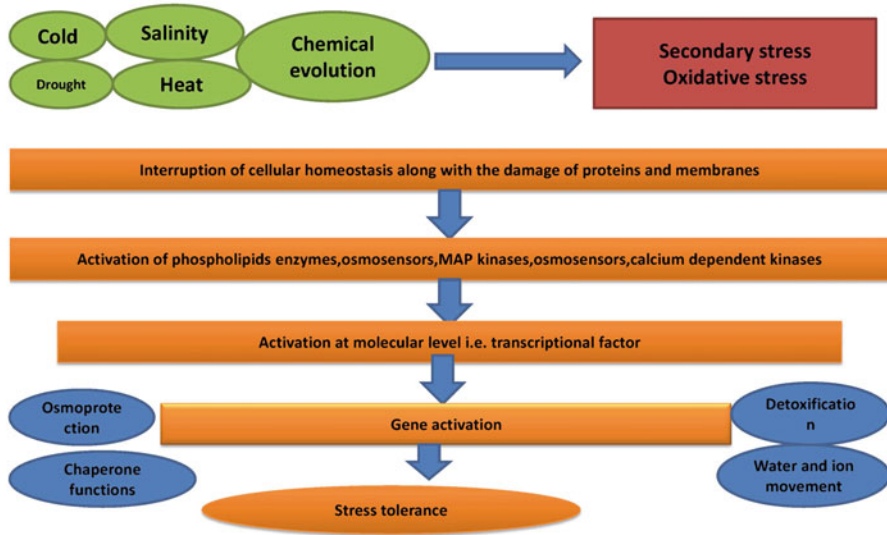 Cold
Salinity
Drought
Heat
Chemical
evolution
Secondary stress
Oxidative stress
Interruption of cellular homeostasis along with the damage of proteins and membranes
Activation of phospholipids enzymes,osmosensors,MAP kinases,osmosensors,calcium dependent kinases
Activation at molecular level i.e. transcriptional factor
Osmoprote
ction
Gene activation
Detoxificatio
n
Chaperone
functions
Water and ion
movement
Stress tolerance